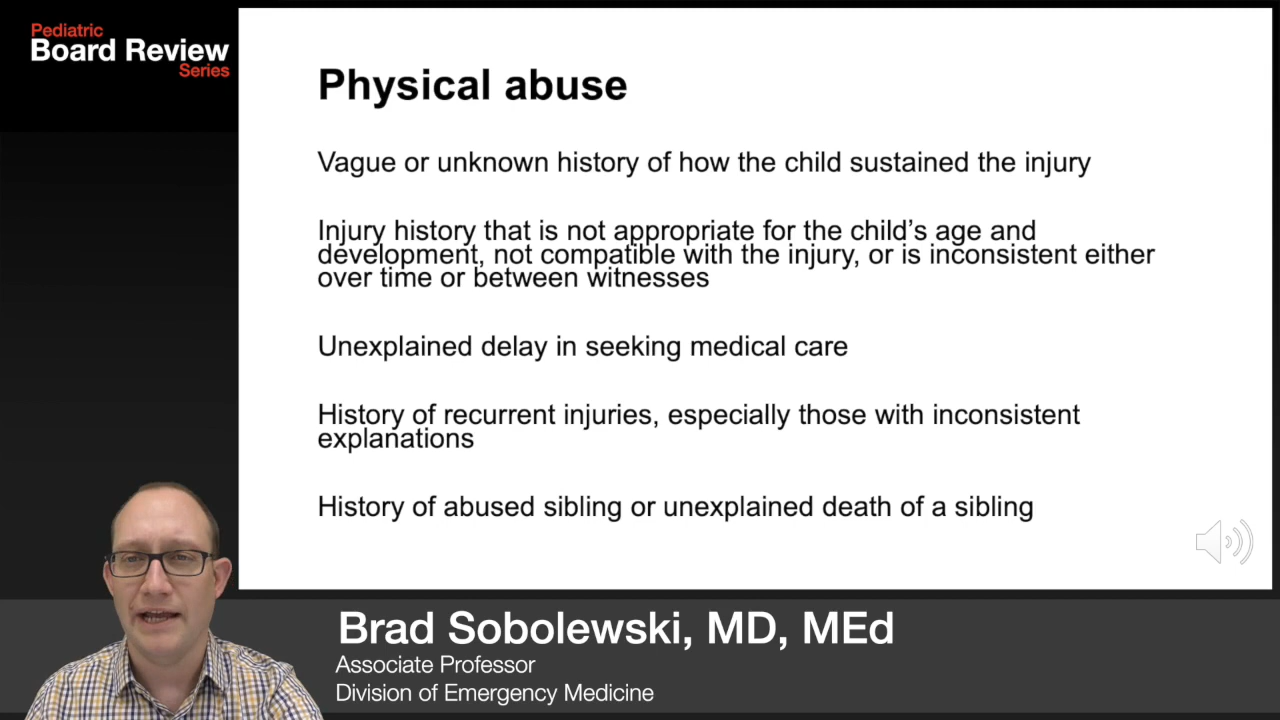 Pediatric
Board Review
Series
Physical abuse
Vague or unknown history of how the child sustained the injury
Injury history that is not appropriate for the child’s age and
development, not compatible with the injury, or is inconsistent either
over time or between witnesses
Unexplained delay in seeking medical care
History of recurrent injuries, especially those with inconsistent
explanations
History of abused sibling or unexplained death of a sibling
Brad Sobolewski, MD, MEd
Associate Professor
Division of Emergency Medicine